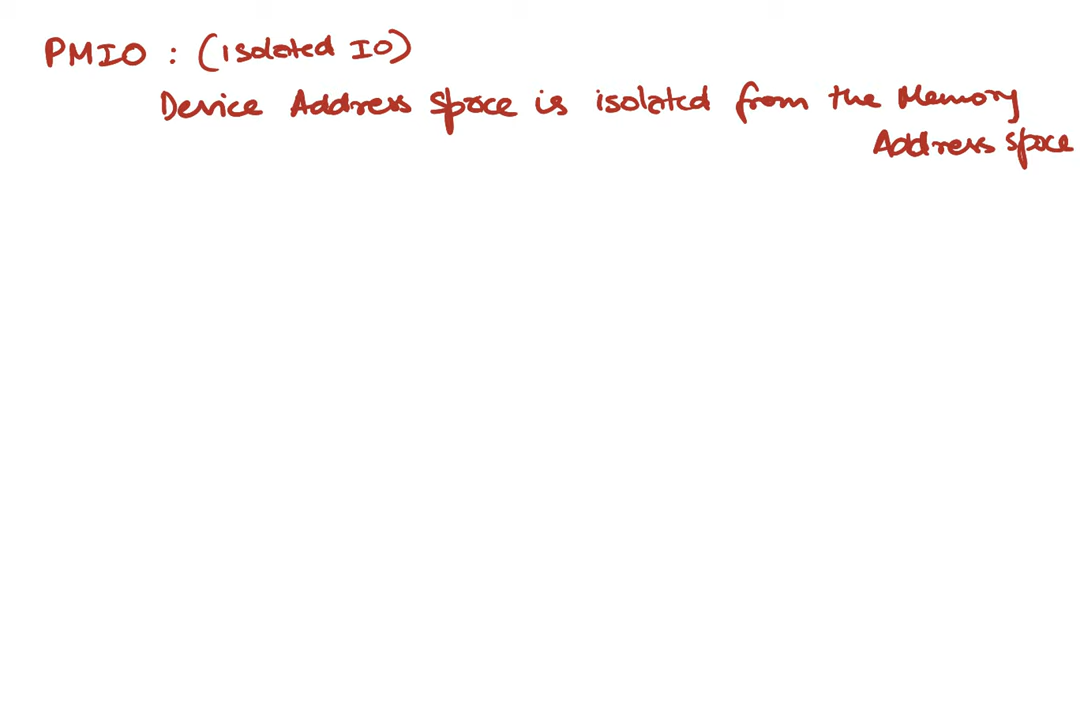 PMIO : (Isolated IO)
Device Address Space is isolated from the Memory
Address Space